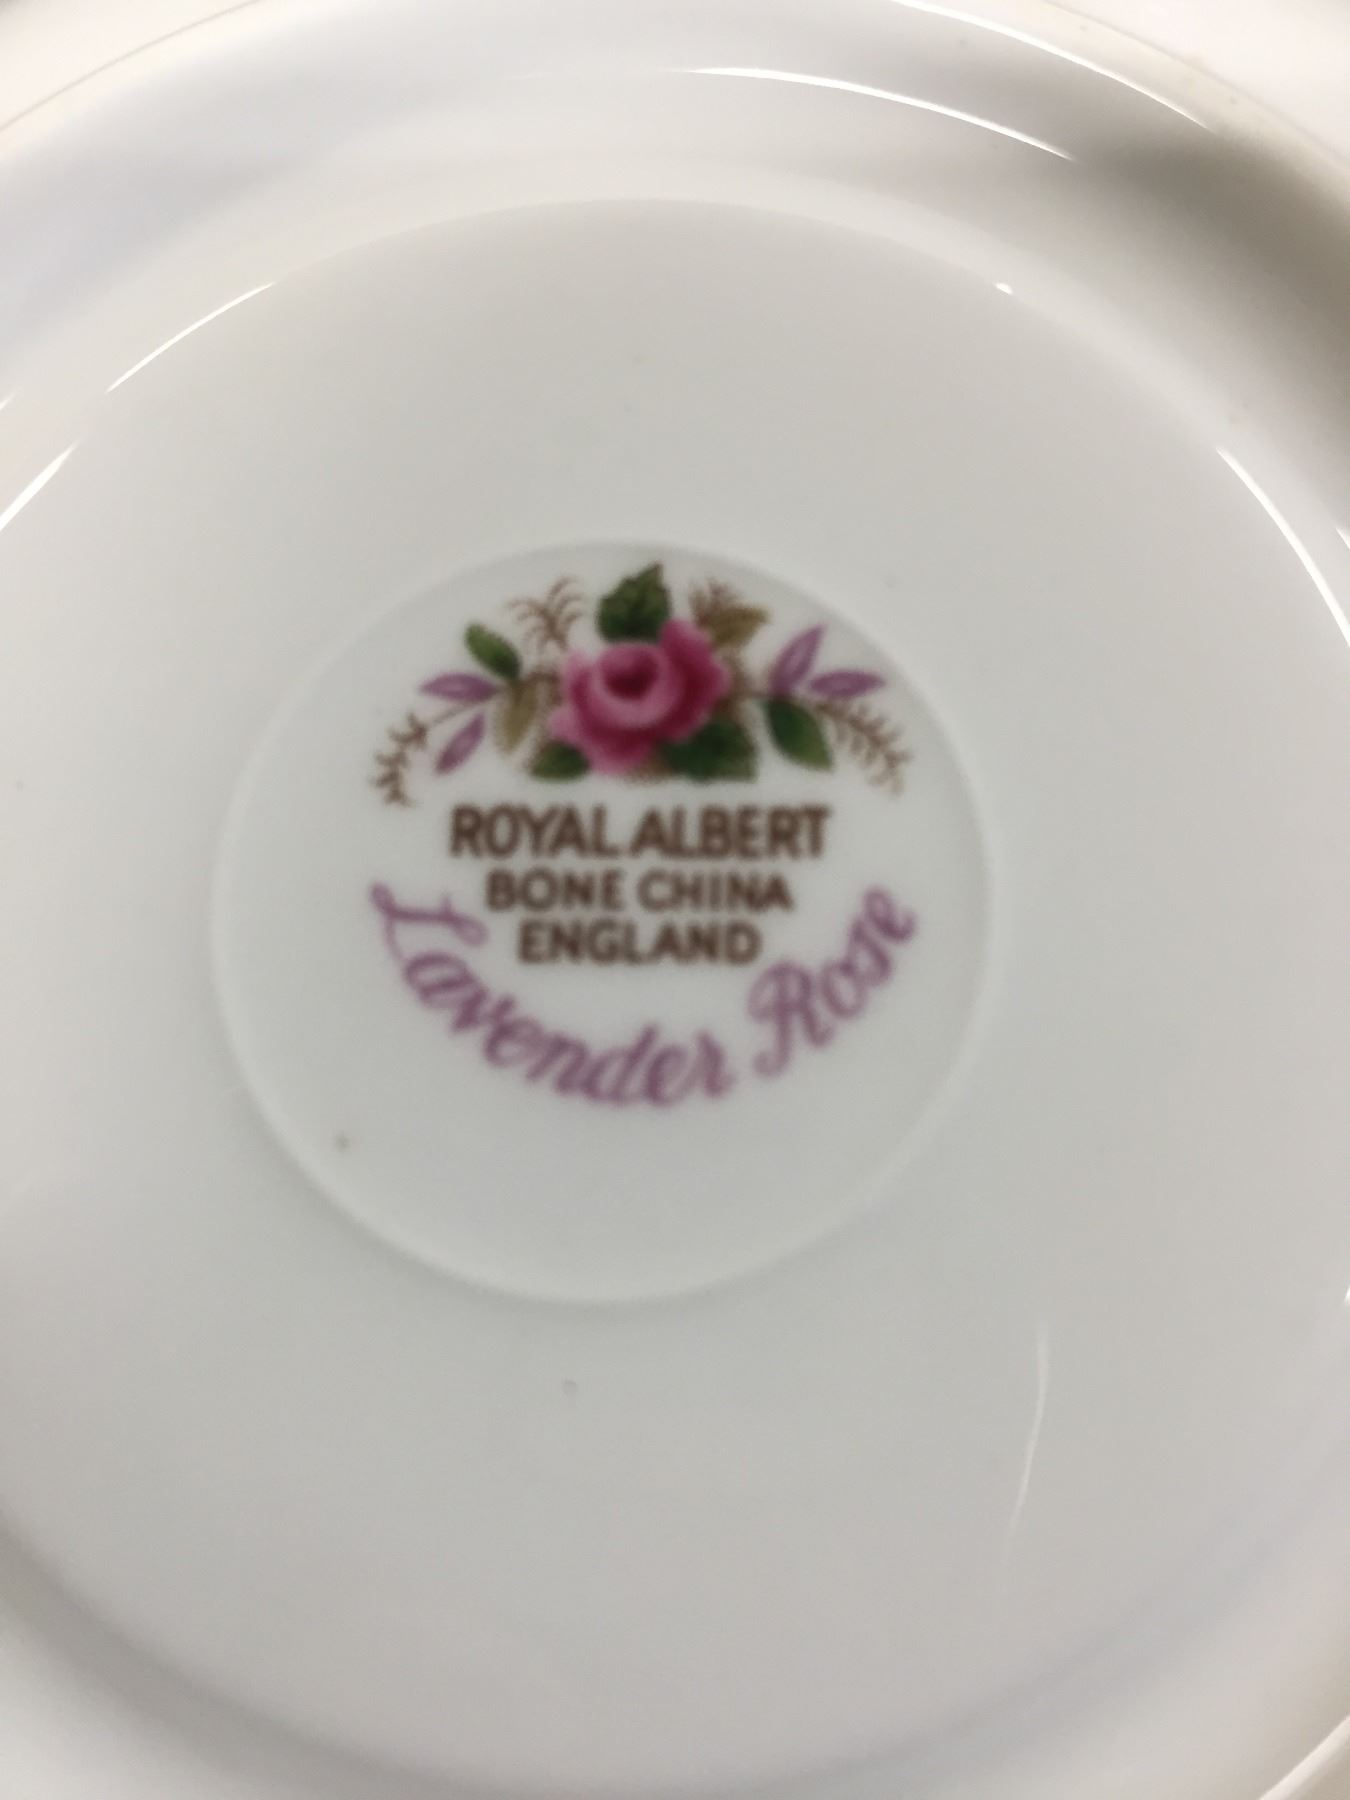 ROYAL ALBERT
BONE CHINA
ENGLAND
Lavender Rose